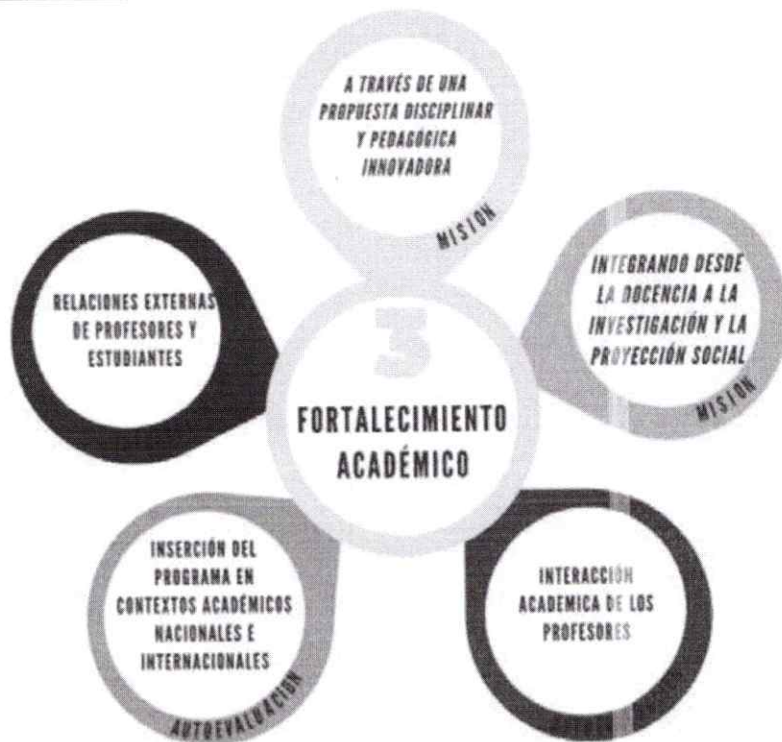 A TRAVÉS DE UNA
PROPUESTA DISCIPLINAR
Y PEDAGÓGICA
INNOVADORA
MISION
INTEGRANDO DESDE
LA DOCENCIA A LA
INVESTIGACIÓN Y LA
PROYECCIÓN SOCIAL
MISION
RELACIONES EXTERNAS
DE PROFESORES Y
ESTUDIANTES
3
FORTALECIMIENTO
ACADÉMICO
INSERCIÓN DEL
PROGRAMA EN
CONTEXTOS ACADÉMICOS
NACIONALES E
INTERNACIONALES
AUTOEVALUACION
INTERACCIÓN
ACADEMICA DE LOS
PROFESORES